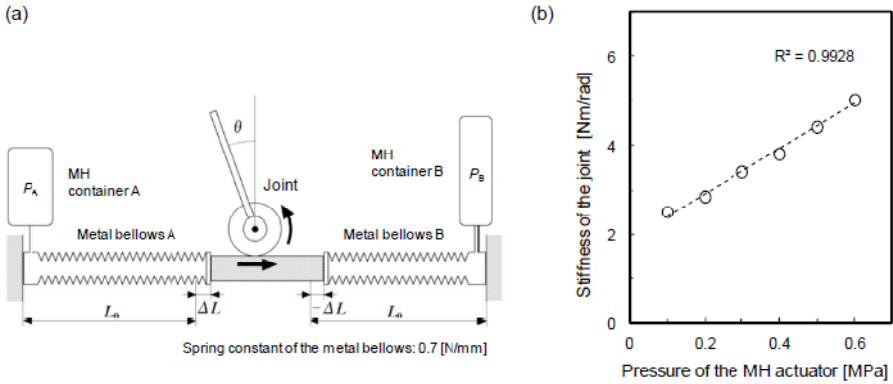 (a)
θ
MH
container A
P_A
Joint
MH
container B
P_B
Metal bellows A
Metal bellows B
ΔL
-ΔL
L₀
L₀
Spring constant of the metal bellows: 0.7 [N/mm]
(b)
R² = 0.9928
Stiffness of the joint [Nm/rad]
6
4
2
0
0
0.2
0.4
0.6
Pressure of the MH actuator [MPa]